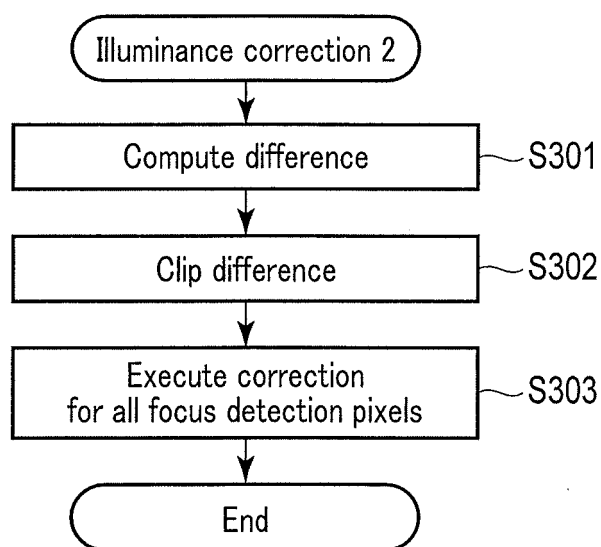 Illuminance correction 2
Compute difference
S301
Clip difference
S302
Execute correction
for all focus detection pixels
S303
End